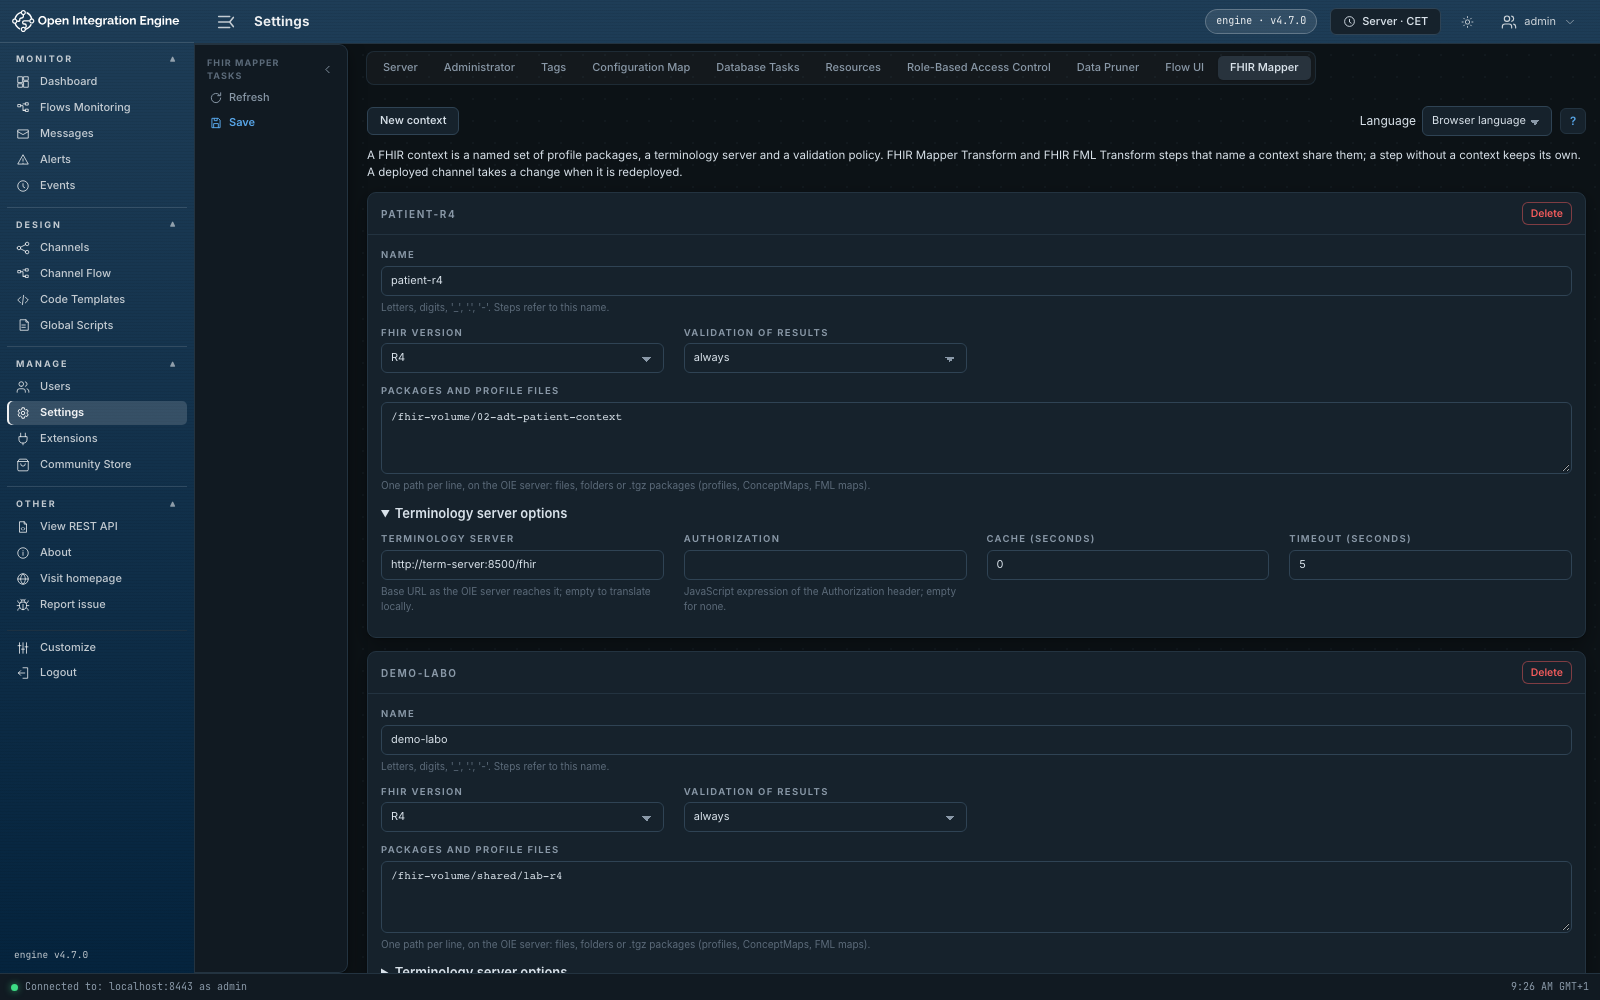 Open Integration Engine
Settings
engine · v4.7.0
Server · CET
admin
MONITOR
Dashboard
Flows Monitoring
Messages
Alerts
Events
DESIGN
Channels
Channel Flow
Code Templates
Global Scripts
MANAGE
Users
Settings
Extensions
Community Store
OTHER
View REST API
About
Visit homepage
Report issue
Customize
Logout
engine v4.7.0
FHIR MAPPER
TASKS
Refresh
Save
Server
Administrator
Tags
Configuration Map
Database Tasks
Resources
Role-Based Access Control
Data Pruner
Flow UI
FHIR Mapper
New context
Language
Browser language
?
A FHIR context is a named set of profile packages, a terminology server and a validation policy. FHIR Mapper Transform and FHIR FML Transform steps that name a context share them; a step without a context keeps its own.
A deployed channel takes a change when it is redeployed.
PATIENT-R4
Delete
NAME
patient-r4
Letters, digits, '_', '.', '-'. Steps refer to this name.
FHIR VERSION
VALIDATION OF RESULTS
R4
always
PACKAGES AND PROFILE FILES
/fhir-volume/02-adt-patient-context
One path per line, on the OIE server: files, folders or .tgz packages (profiles, ConceptMaps, FML maps).
Terminology server options
TERMINOLOGY SERVER
AUTHORIZATION
CACHE (SECONDS)
TIMEOUT (SECONDS)
http://term-server:8500/fhir
0
5
Base URL as the OIE server reaches it; empty to translate
locally.
JavaScript expression of the Authorization header; empty
for none.
DEMO-LABO
Delete
NAME
demo-labo
Letters, digits, '_', '.', '-'. Steps refer to this name.
FHIR VERSION
VALIDATION OF RESULTS
R4
always
PACKAGES AND PROFILE FILES
/fhir-volume/shared/lab-r4
One path per line, on the OIE server: files, folders or .tgz packages (profiles, ConceptMaps, FML maps).
Terminology server options
Connected to: localhost:8443 as admin
9:26 AM GMT+1